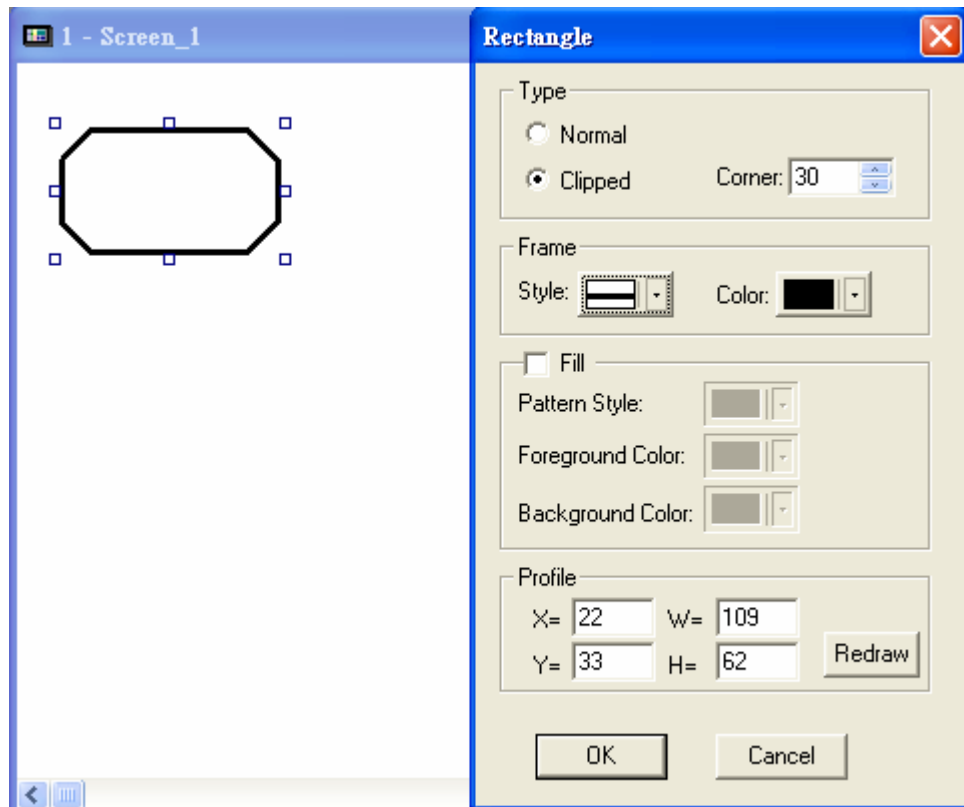 1 - Screen_1
Rectangle
Type
Normal
Clipped
Corner: 30
Frame
Style:
Color:
Fill
Pattern Style:
Foreground Color:
Background Color:
Profile
X= 22 W= 109
Y= 33 H= 62
Redraw
OK
Cancel